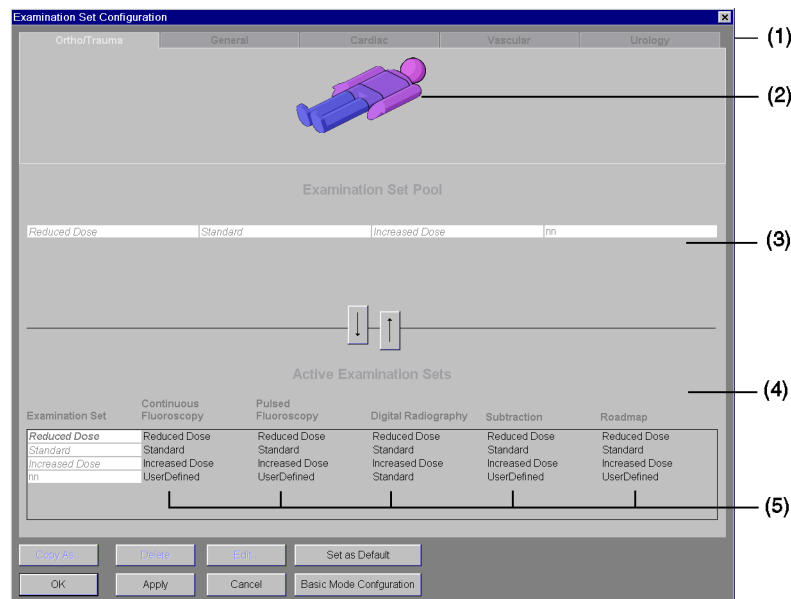 Examination Set Configuration
Ortho/Trauma General Cardiac Vascular Urology
(1)
(2)
Examination Set Pool
Reduced Dose Standard Increased Dose nn
(3)
Active Examination Sets
(4)
Examination Set Continuous Fluoroscopy Pulsed Fluoroscopy Digital Radiography Subtraction Roadmap
Reduced Dose Reduced Dose Reduced Dose Reduced Dose Reduced Dose Reduced Dose
Standard Standard Standard Standard Standard Standard
Increased Dose Increased Dose Increased Dose Increased Dose Increased Dose Increased Dose
nn UserDefined UserDefined Standard UserDefined UserDefined
(5)
Copy As... Delete Edit... Set as Default
OK Apply Cancel Basic Mode Confguration